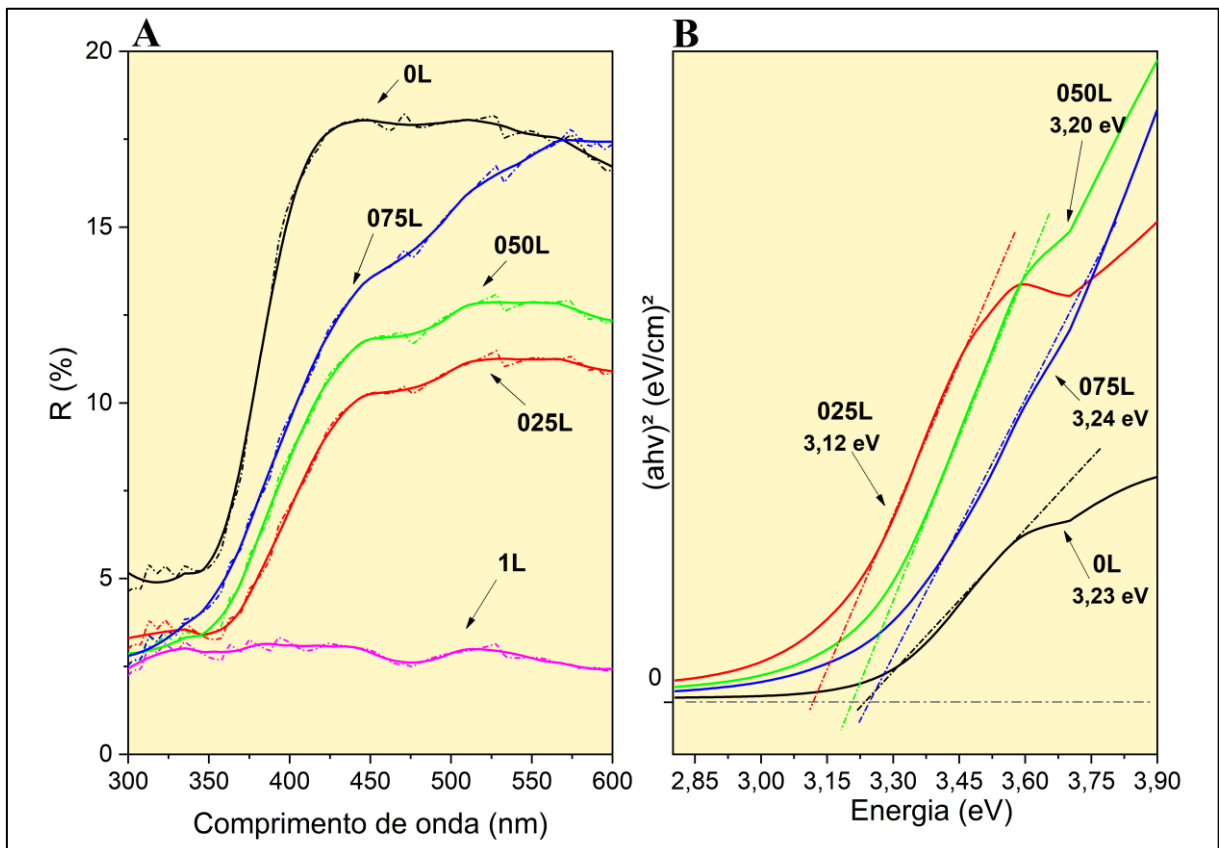 A
20
15
10
5
0
R (%)
0L
075L
050L
025L
1L
300
350
400
450
500
550
600
Comprimento de onda (nm)
B
(ahv)² (eV/cm)²
0
050L
3,20 eV
025L
3,12 eV
075L
3,24 eV
0L
3,23 eV
2,85
3,00
3,15
3,30
3,45
3,60
3,75
3,90
Energia (eV)